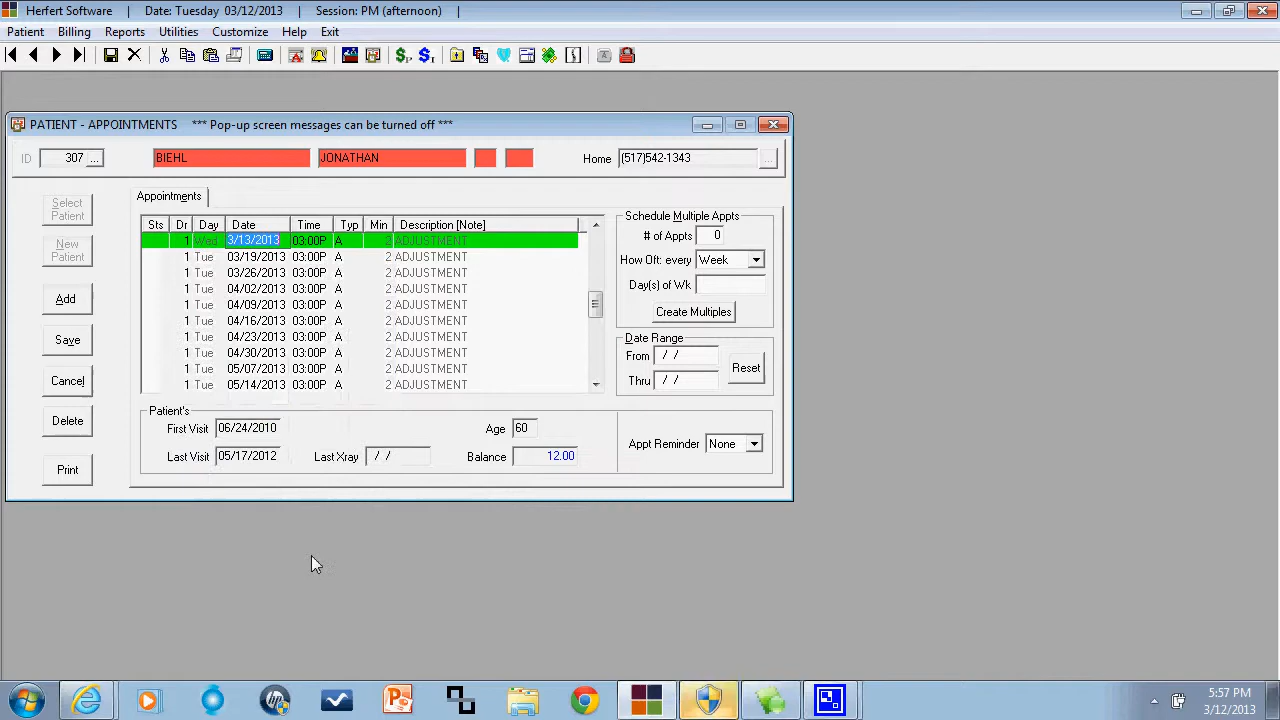 Herfert Software | Date: Tuesday 03/12/2013 | Session: PM (afternoon) |
Patient Billing Reports Utilities Customize Help Exit
PATIENT - APPOINTMENTS *** Pop-up screen messages can be turned off ***
ID 307 ... BIEHL JONATHAN Home (517)542-1343 ...
Select Patient
New Patient
Add
Save
Cancel
Delete
Print
Appointments
Sts Dr Day Date Time Typ Min Description [Note]
1 Wed 3/13/2013 03:00P A 2 ADJUSTMENT
1 Tue 03/19/2013 03:00P A 2 ADJUSTMENT
1 Tue 03/26/2013 03:00P A 2 ADJUSTMENT
1 Tue 04/02/2013 03:00P A 2 ADJUSTMENT
1 Tue 04/09/2013 03:00P A 2 ADJUSTMENT
1 Tue 04/16/2013 03:00P A 2 ADJUSTMENT
1 Tue 04/23/2013 03:00P A 2 ADJUSTMENT
1 Tue 04/30/2013 03:00P A 2 ADJUSTMENT
1 Tue 05/07/2013 03:00P A 2 ADJUSTMENT
1 Tue 05/14/2013 03:00P A 2 ADJUSTMENT
Schedule Multiple Appts
# of Appts 0
How Oft: every Week
Day(s) of Wk
Create Multiples
Date Range
From / /
Thru / /
Reset
Patient's
First Visit 06/24/2010 Age 60
Last Visit 05/17/2012 Last Xray / / Balance 12.00
Appt Reminder None
5:57 PM
3/12/2013